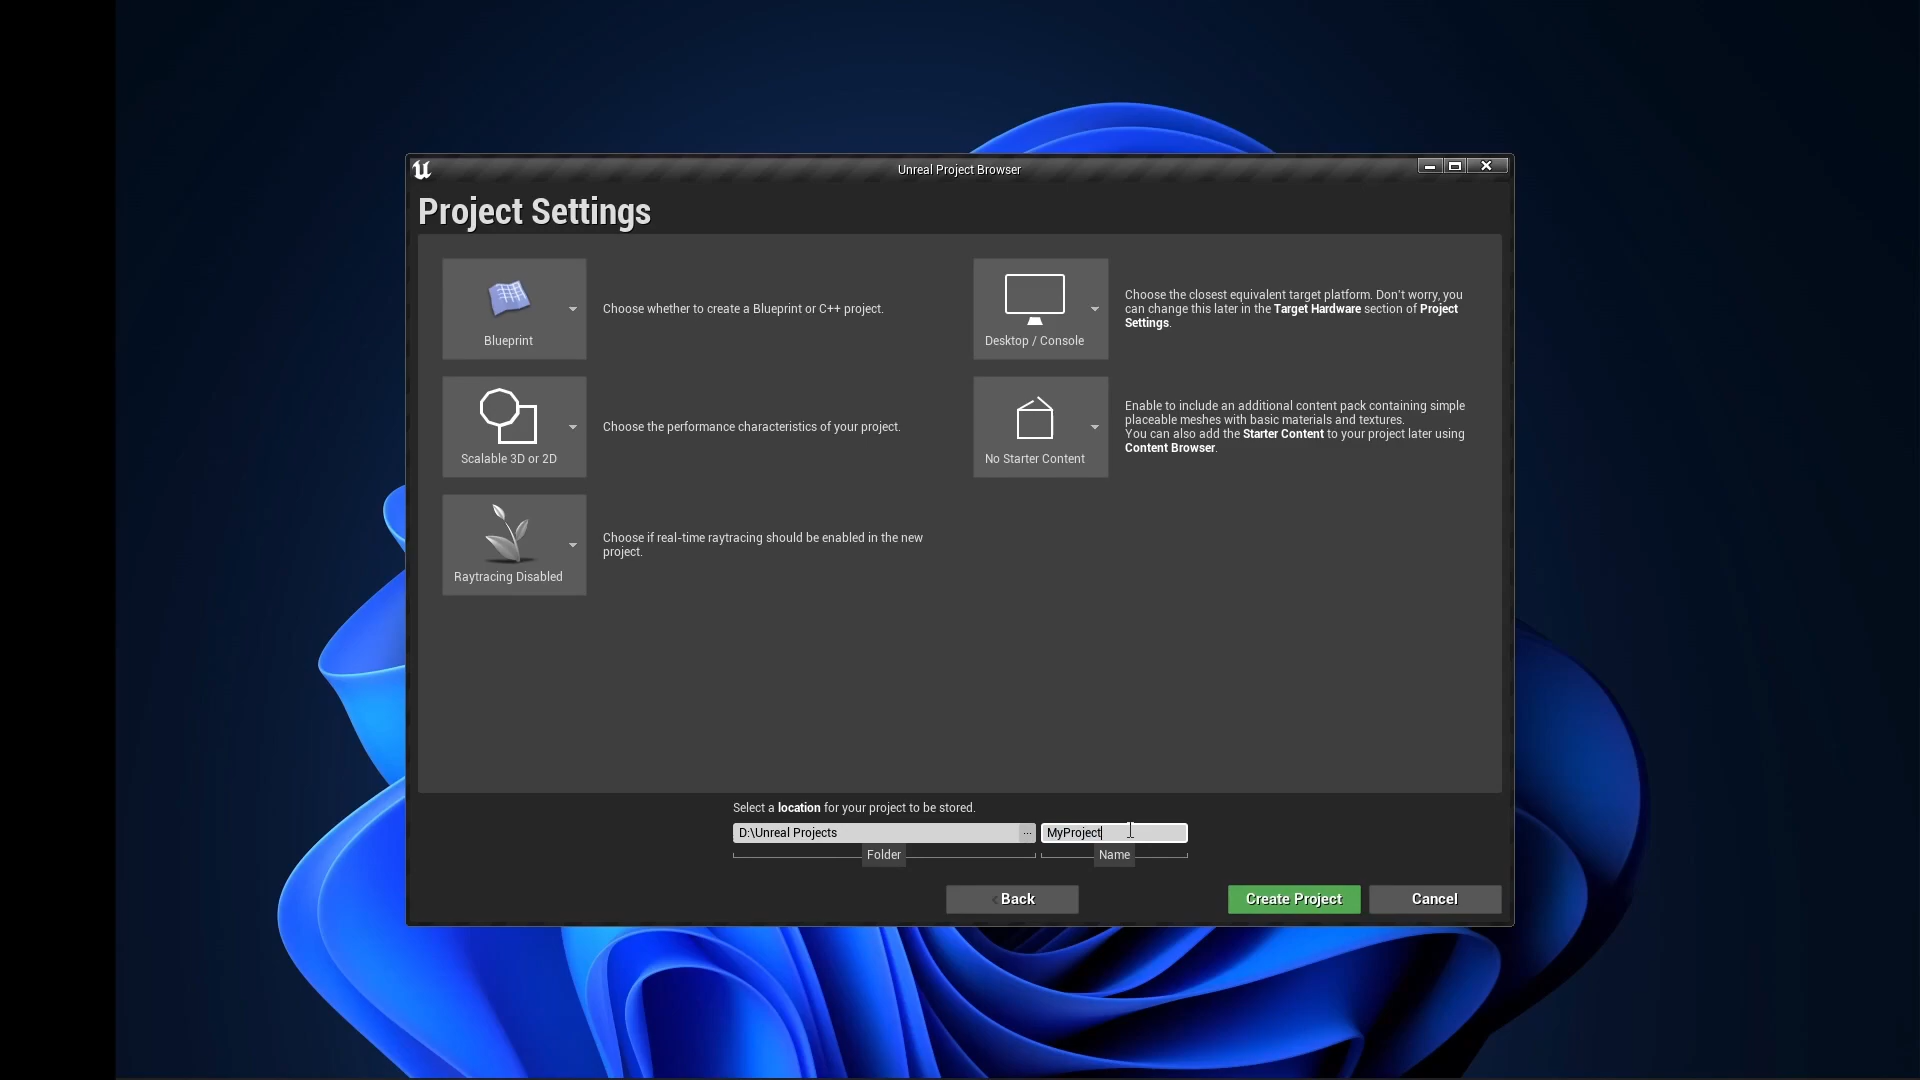 Unreal Project Browser
Project Settings
Blueprint
Choose whether to create a Blueprint or C++ project.
Desktop / Console
Choose the closest equivalent target platform. Don't worry, you
can change this later in the Target Hardware section of Project
Settings.
Scalable 3D or 2D
Choose the performance characteristics of your project.
No Starter Content
Enable to include an additional content pack containing simple
placeable meshes with basic materials and textures.
You can also add the Starter Content to your project later using
Content Browser.
Raytracing Disabled
Choose if real-time raytracing should be enabled in the new
project.
Select a location for your project to be stored.
D:\Unreal Projects
...
MyProject
Folder
Name
Back
Create Project
Cancel